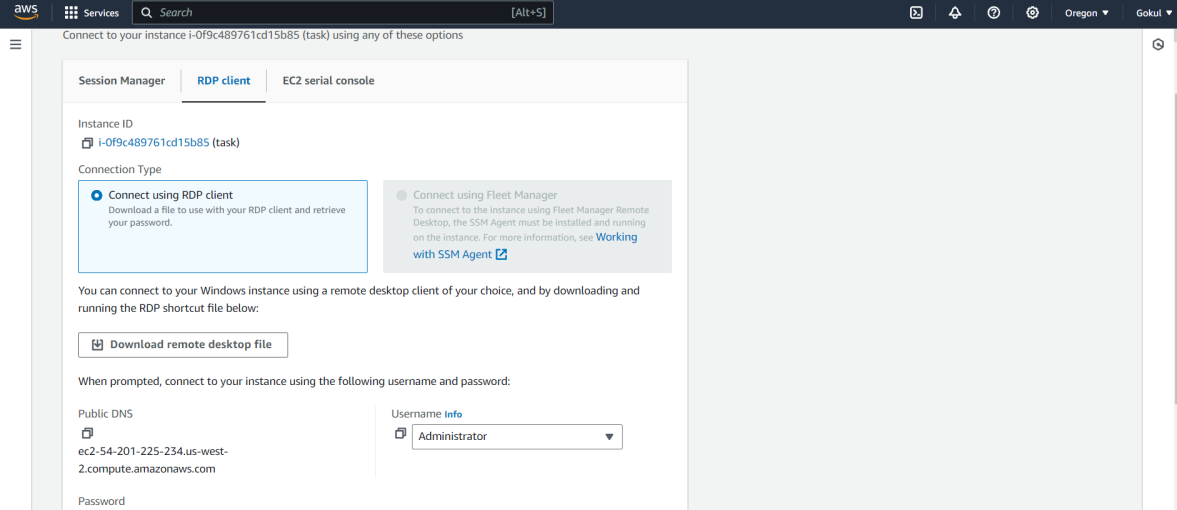 aws
Services
Search
[Alt+S]
Oregon
Gokul
Connect to your instance i-0f9c489761cd15b85 (task) using any of these options
Session Manager
RDP client
EC2 serial console
Instance ID
i-0f9c489761cd15b85 (task)
Connection Type
Connect using RDP client
Download a file to use with your RDP client and retrieve
your password.
Connect using Fleet Manager
To connect to the instance using Fleet Manager Remote
Desktop, the SSM Agent must be installed and running
on the instance. For more information, see Working
with SSM Agent
You can connect to your Windows instance using a remote desktop client of your choice, and by downloading and
running the RDP shortcut file below:
Download remote desktop file
When prompted, connect to your instance using the following username and password:
Public DNS
ec2-54-201-225-234.us-west-
2.compute.amazonaws.com
Username Info
Administrator
Password